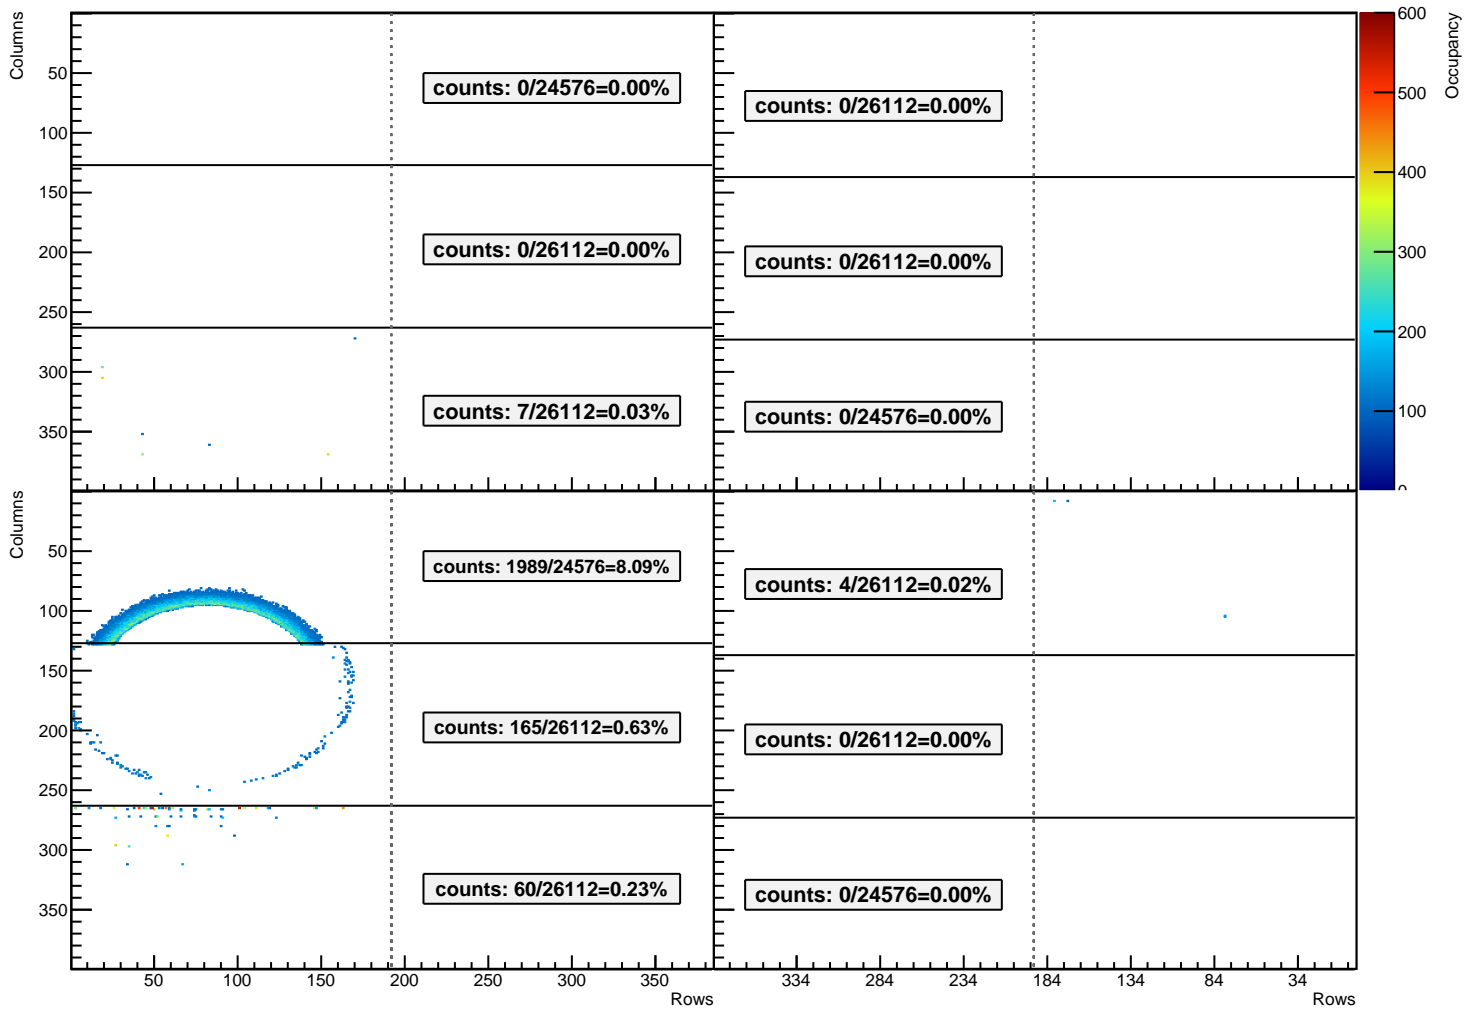 Columns
50
100
150
200
250
300
350
counts: 0/24576=0.00%
counts: 0/26112=0.00%
counts: 7/26112=0.03%
counts: 0/26112=0.00%
counts: 0/26112=0.00%
counts: 0/24576=0.00%
600
500
400
300
200
100
0
Occupancy
Columns
50
100
150
200
250
300
350
counts: 1989/24576=8.09%
counts: 165/26112=0.63%
counts: 60/26112=0.23%
counts: 4/26112=0.02%
counts: 0/26112=0.00%
counts: 0/24576=0.00%
50 100 150 200 250 300 350
Rows
334 284 234 184 134 84 34
Rows